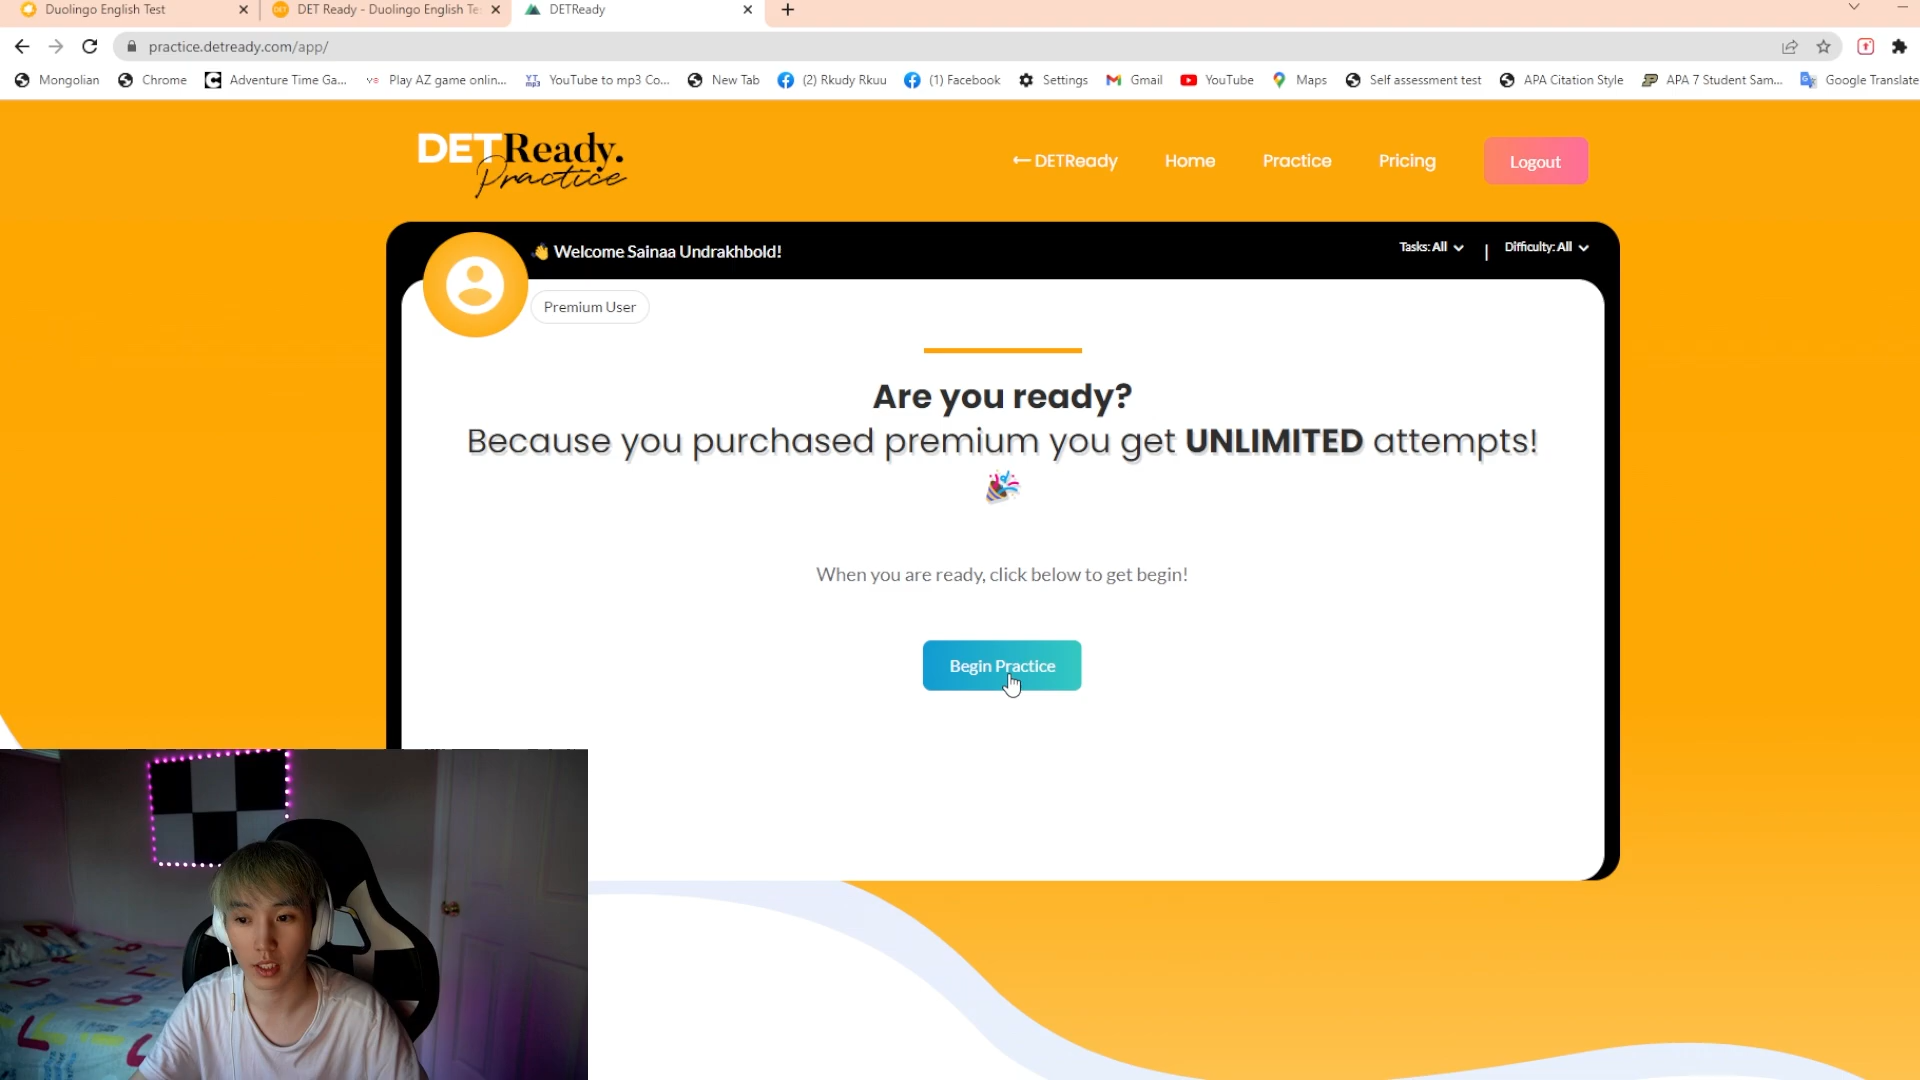 Duolingo English Test
DET Ready - Duolingo English Te
DETReady
practice.detready.com/app/
Mongolian
Chrome
Adventure Time Ga...
Play AZ game onlin...
YouTube to mp3 Co...
New Tab
(2) Rkudy Rkuu
(1) Facebook
Settings
Gmail
YouTube
Maps
Self assessment test
APA Citation Style
APA 7 Student Sam...
Google Translate
DETReady.
Practice
← DETReady
Home
Practice
Pricing
Logout
👋 Welcome Sainaa Undrakhbold!
Tasks: All
|
Difficulty: All
Premium User
Are you ready?
Because you purchased premium you get UNLIMITED attempts!
🎉
When you are ready, click below to get begin!
Begin Practice